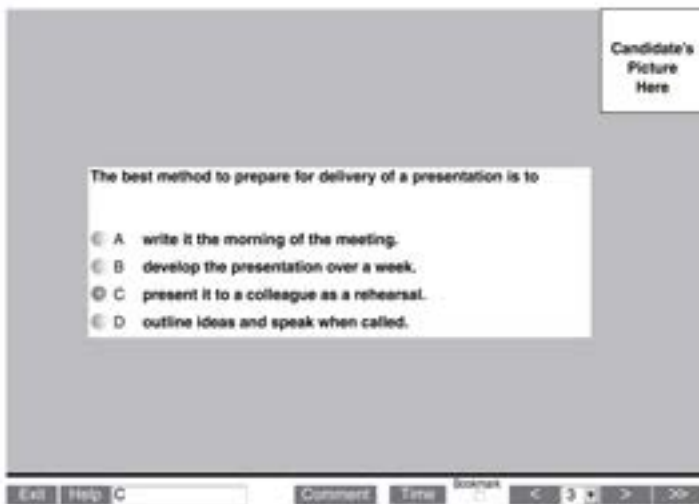 Candidate's
Picture
Here
The best method to prepare for delivery of a presentation is to
A write it the morning of the meeting.
B develop the presentation over a week.
C present it to a colleague as a rehearsal.
D outline ideas and speak when called.
Bookmark
Exit Help C Comment Time < 3 > >>